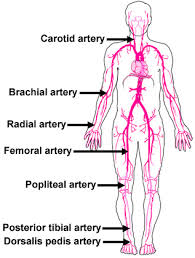 Carotid artery
Brachial artery
Radial artery
Femoral artery
Popliteal artery
Posterior tibial artery
Dorsalis pedis artery